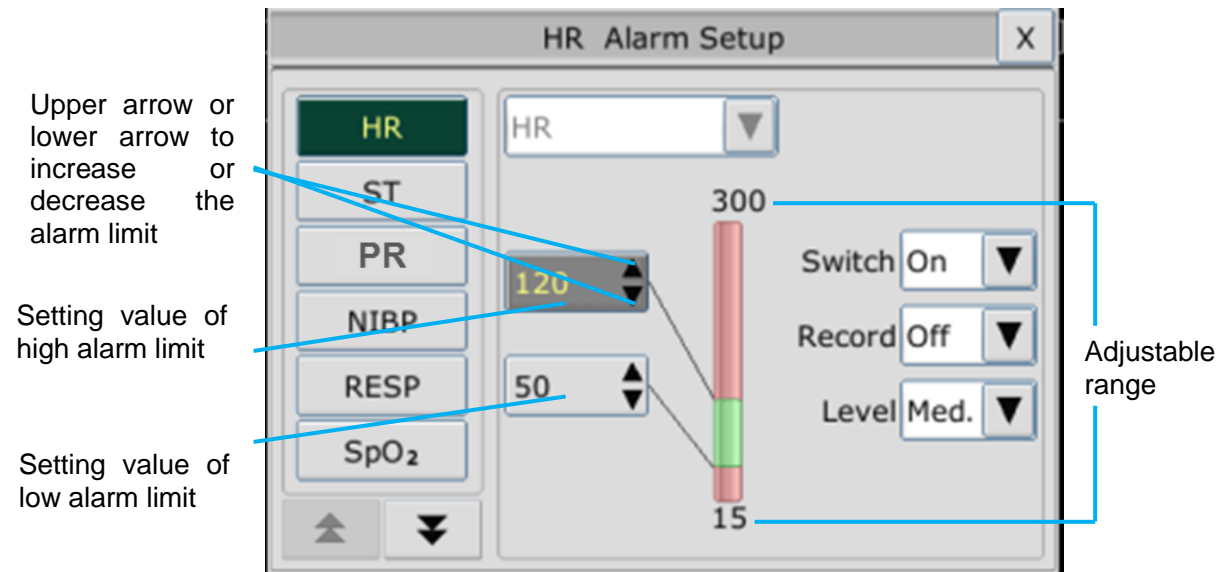 HR Alarm Setup
X
Upper arrow or
lower arrow to
increase or
decrease the
alarm limit
Setting value of
high alarm limit
Setting value of
low alarm limit
HR
ST
PR
NIBP
RESP
SpO₂
HR
120
50
300
15
Switch On
Record Off
Level Med.
Adjustable
range